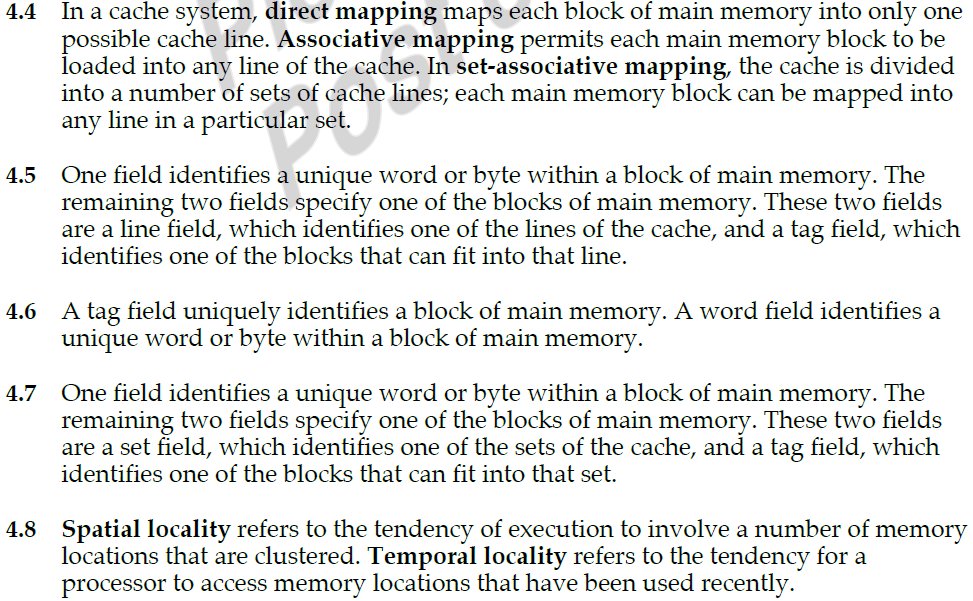 4.4 In a cache system, direct mapping maps each block of main memory into only one
possible cache line. Associative mapping permits each main memory block to be
loaded into any line of the cache. In set-associative mapping, the cache is divided
into a number of sets of cache lines; each main memory block can be mapped into
any line in a particular set.
4.5 One field identifies a unique word or byte within a block of main memory. The
remaining two fields specify one of the blocks of main memory. These two fields
are a line field, which identifies one of the lines of the cache, and a tag field, which
identifies one of the blocks that can fit into that line.
4.6 A tag field uniquely identifies a block of main memory. A word field identifies a
unique word or byte within a block of main memory.
4.7 One field identifies a unique word or byte within a block of main memory. The
remaining two fields specify one of the blocks of main memory. These two fields
are a set field, which identifies one of the sets of the cache, and a tag field, which
identifies one of the blocks that can fit into that set.
4.8 Spatial locality refers to the tendency of execution to involve a number of memory
locations that are clustered. Temporal locality refers to the tendency for a
processor to access memory locations that have been used recently.